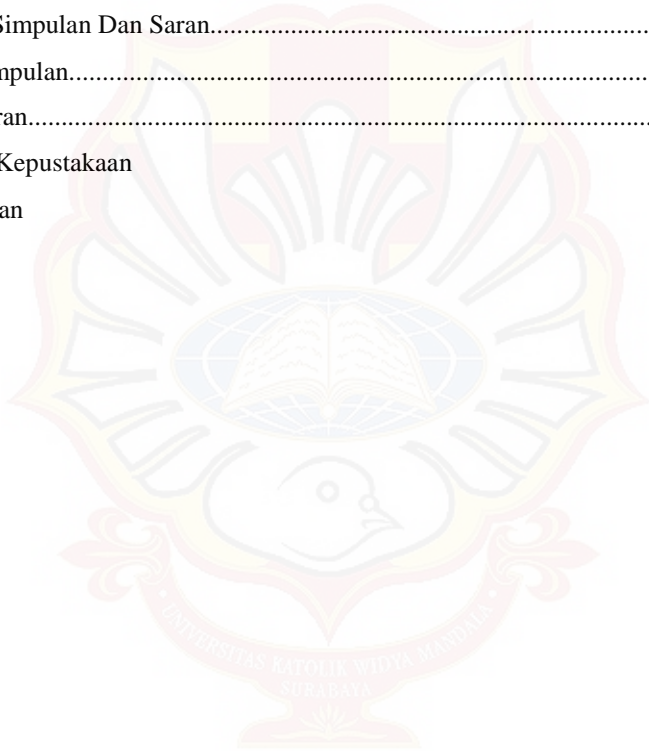 Simpulan Dan Saran.......................................................................
mpulan...............................................................................................
ran......................................................................................................
Kepustakaan
an
UNIVERSITAS KATOLIK WIDYA MANDALA
SURABAYA